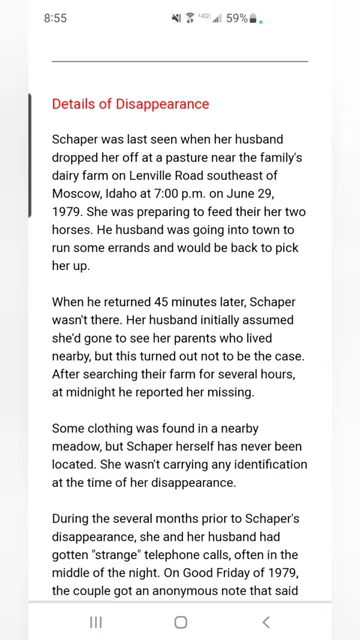 8:55
59%
Details of Disappearance
Schaper was last seen when her husband
dropped her off at a pasture near the family's
dairy farm on Lenville Road southeast of
Moscow, Idaho at 7:00 p.m. on June 29,
1979. She was preparing to feed their her two
horses. He husband was going into town to
run some errands and would be back to pick
her up.
When he returned 45 minutes later, Schaper
wasn't there. Her husband initially assumed
she'd gone to see her parents who lived
nearby, but this turned out not to be the case.
After searching their farm for several hours,
at midnight he reported her missing.
Some clothing was found in a nearby
meadow, but Schaper herself has never been
located. She wasn't carrying any identification
at the time of her disappearance.
During the several months prior to Schaper's
disappearance, she and her husband had
gotten "strange" telephone calls, often in the
middle of the night. On Good Friday of 1979,
the couple got an anonymous note that said